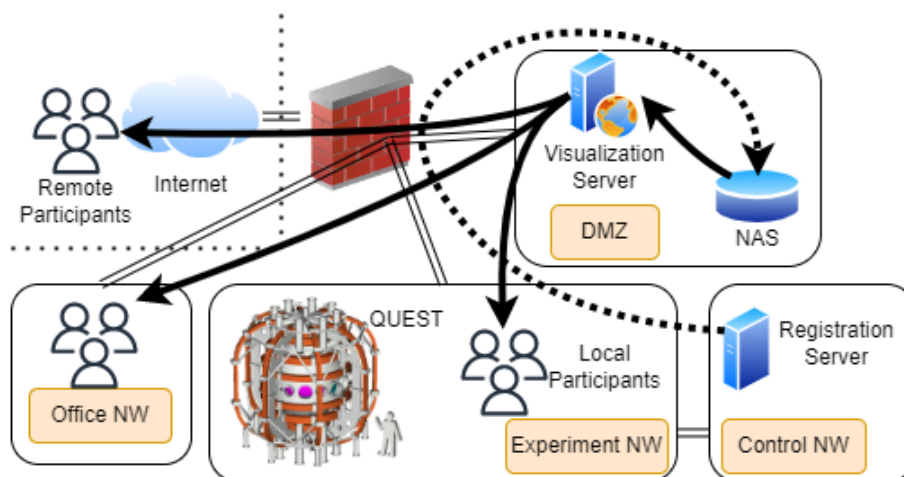 Visualization
Server
DMZ
NAS
Remote
Participants
Internet
QUEST
Local
Participants
Registration
Server
Office NW
Experiment NW
Control NW